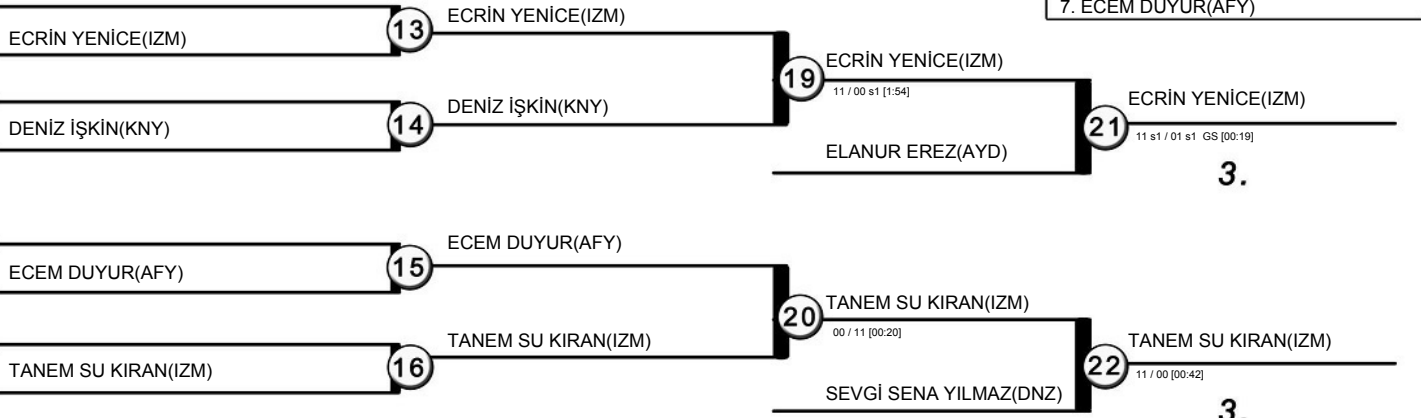 7. ECEM DUYUR(AFY)
ECRİN YENİCE(IZM)
13
ECRİN YENİCE(IZM)
DENİZ İŞKİN(KNY)
14
DENİZ İŞKİN(KNY)
19
ECRİN YENİCE(IZM)
11 / 00 s1 [1:54]
ELANUR EREZ(AYD)
21
ECRİN YENİCE(IZM)
11 s1 / 01 s1 GS [00:19]
3.
ECEM DUYUR(AFY)
15
ECEM DUYUR(AFY)
TANEM SU KIRAN(IZM)
16
TANEM SU KIRAN(IZM)
20
TANEM SU KIRAN(IZM)
00 / 11 [00:20]
SEVGİ SENA YILMAZ(DNZ)
22
TANEM SU KIRAN(IZM)
11 / 00 [00:42]
3.